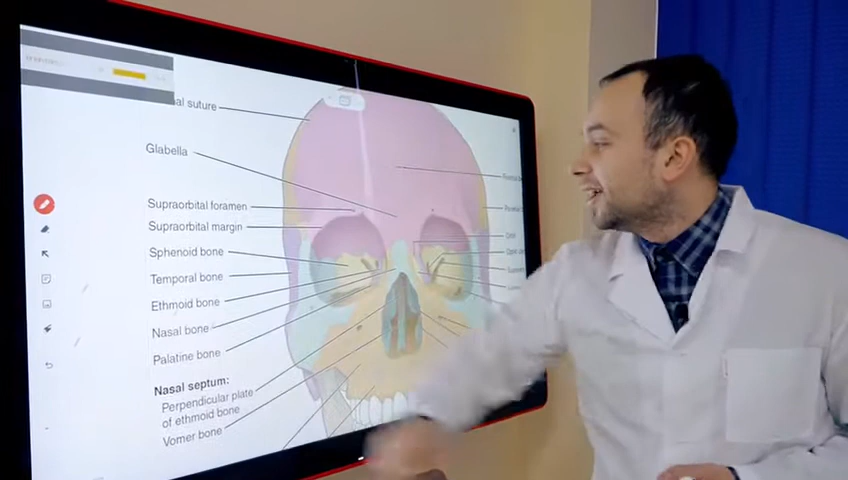 al suture
Glabella
Supraorbital foramen
Supraorbital margin
Sphenoid bone
Temporal bone
Ethmoid bone
Nasal bone
Palatine bone
Nasal septum:
Perpendicular plate
of ethmoid bone
Vomer bone